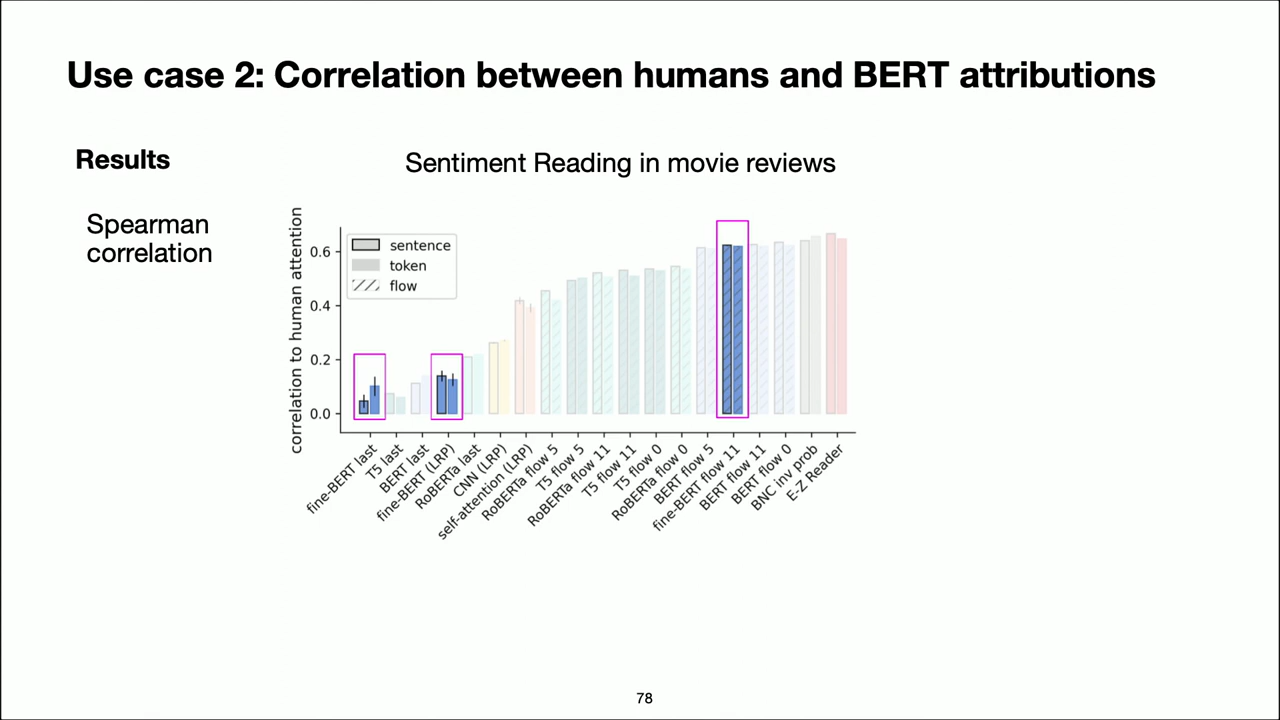 Use case 2: Correlation between humans and BERT attributions
Results
Sentiment Reading in movie reviews
Spearman
correlation
correlation to human attention
0.6
0.4
0.2
0.0
sentence
token
flow
fine-BERT last
T5 last
BERT last
fine-BERT (LRP)
RoBERTa last
CNN (LRP)
self-attention (LRP)
RoBERTa flow 5
T5 flow 5
RoBERTa flow 11
T5 flow 11
T5 flow 0
RoBERTa flow 0
BERT flow 5
fine-BERT flow 11
BERT flow 11
BERT flow 0
BNC inv prob
E-Z Reader
78